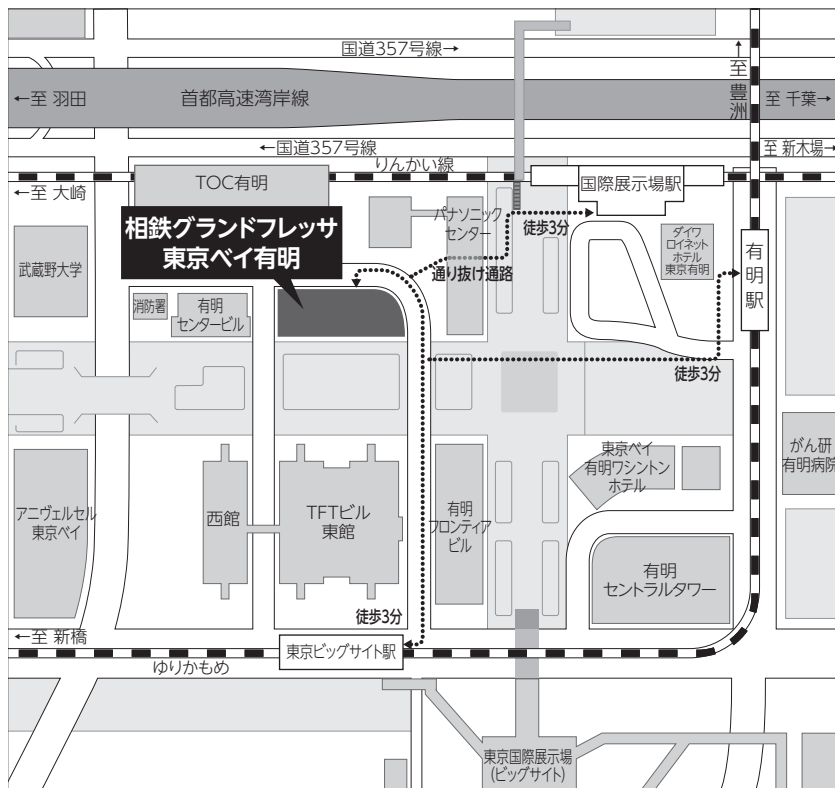 国道357号線→
←至 羽田
首都高速湾岸線
↑至 豊洲
至 千葉→
←国道357号線
至 新木場→
りんかい線
←至 大崎
TOC有明
国際展示場駅
相鉄グランドフレッサ
東京ベイ有明
パナソニック
センター
徒歩3分
ダイワ
ロイネット
ホテル
東京有明
有明駅
武蔵野大学
通り抜け通路
消防署
有明
センタービル
徒歩3分
アニヴェルセル
東京ベイ
西館
TFTビル
東館
有明
フロンティア
ビル
東京ベイ
有明ワシントン
ホテル
がん研
有明病院
有明
セントラルタワー
徒歩3分
←至 新橋
東京ビッグサイト駅
ゆりかもめ
東京国際展示場
(ビッグサイト)